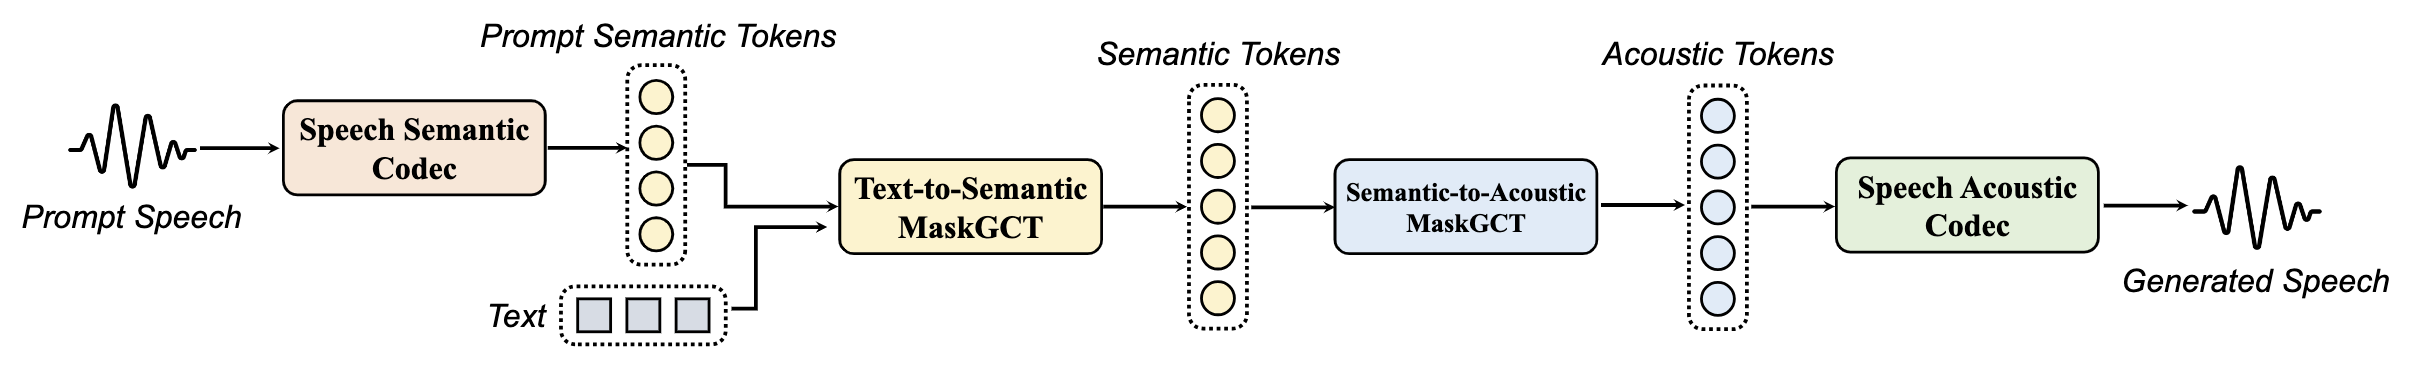 Prompt Semantic Tokens
Semantic Tokens
Acoustic Tokens
Speech Semantic
Codec
Prompt Speech
Text-to-Semantic
MaskGCT
Semantic-to-Acoustic
MaskGCT
Speech Acoustic
Codec
Generated Speech
Text